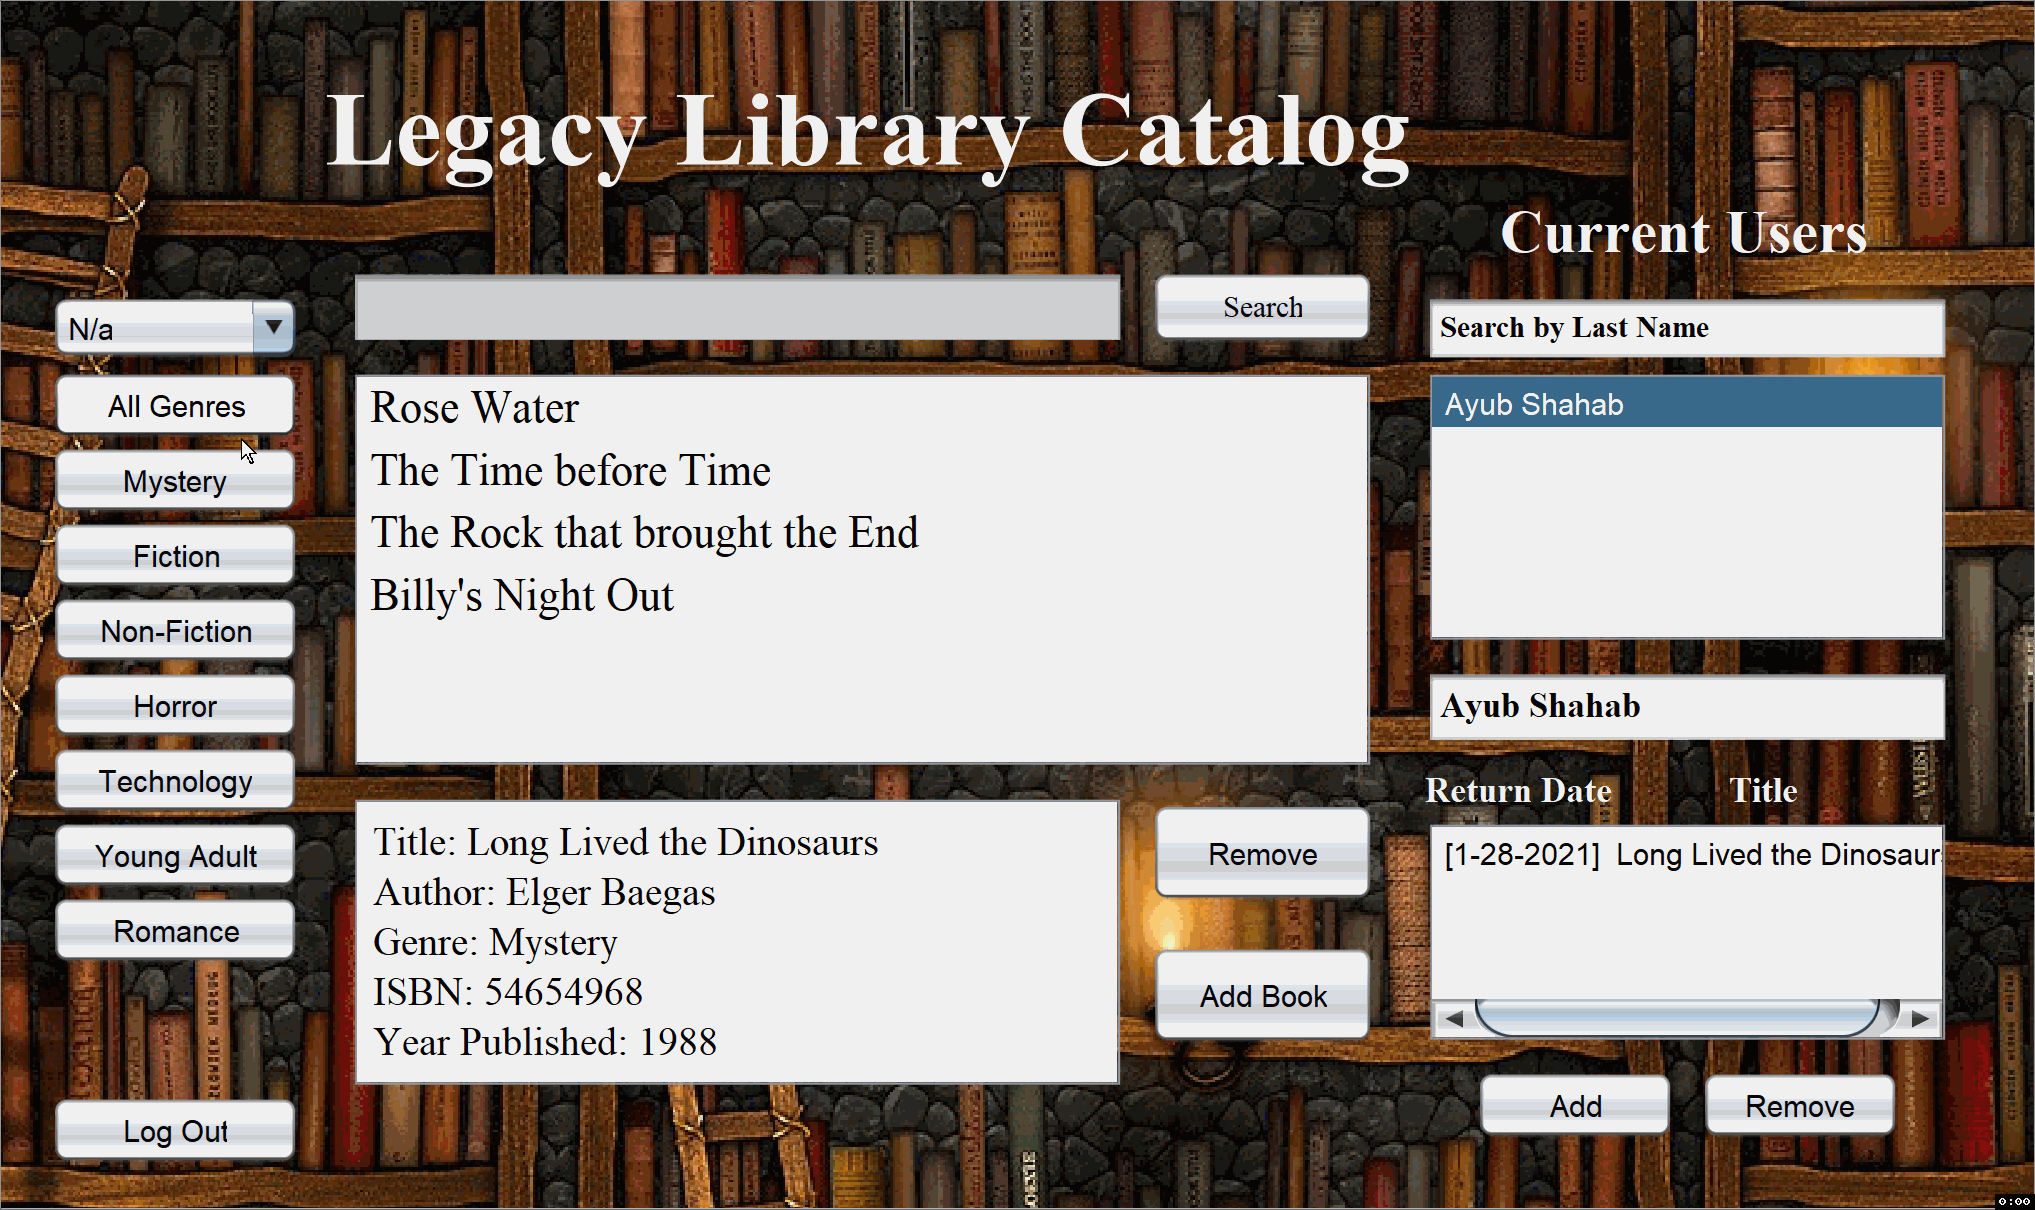 Legacy Library Catalog
Current Users
Search
N/a
Search by Last Name
All Genres
Mystery
Fiction
Non-Fiction
Horror
Technology
Young Adult
Romance
Log Out
Rose Water
The Time before Time
The Rock that brought the End
Billy's Night Out
Ayub Shahab
Ayub Shahab
Title: Long Lived the Dinosaurs
Author: Elger Baegas
Genre: Mystery
ISBN: 54654968
Year Published: 1988
Remove
Add Book
Return Date Title
[1-28-2021] Long Lived the Dinosaurs
Add
Remove
0:00